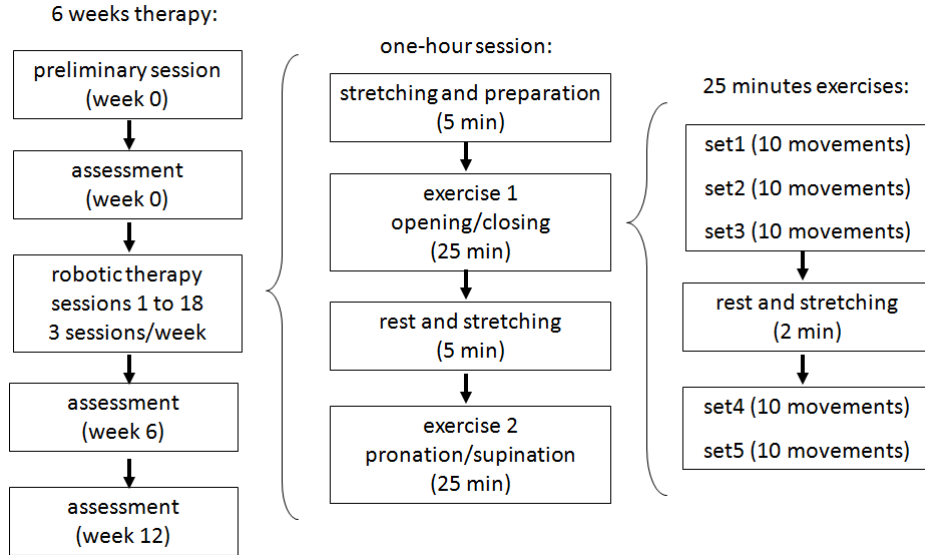 6 weeks therapy:
preliminary session
(week 0)
assessment
(week 0)
robotic therapy
sessions 1 to 18
3 sessions/week
assessment
(week 6)
assessment
(week 12)
one-hour session:
stretching and preparation
(5 min)
exercise 1
opening/closing
(25 min)
rest and stretching
(5 min)
exercise 2
pronation/supination
(25 min)
25 minutes exercises:
set1 (10 movements)
set2 (10 movements)
set3 (10 movements)
rest and stretching
(2 min)
set4 (10 movements)
set5 (10 movements)